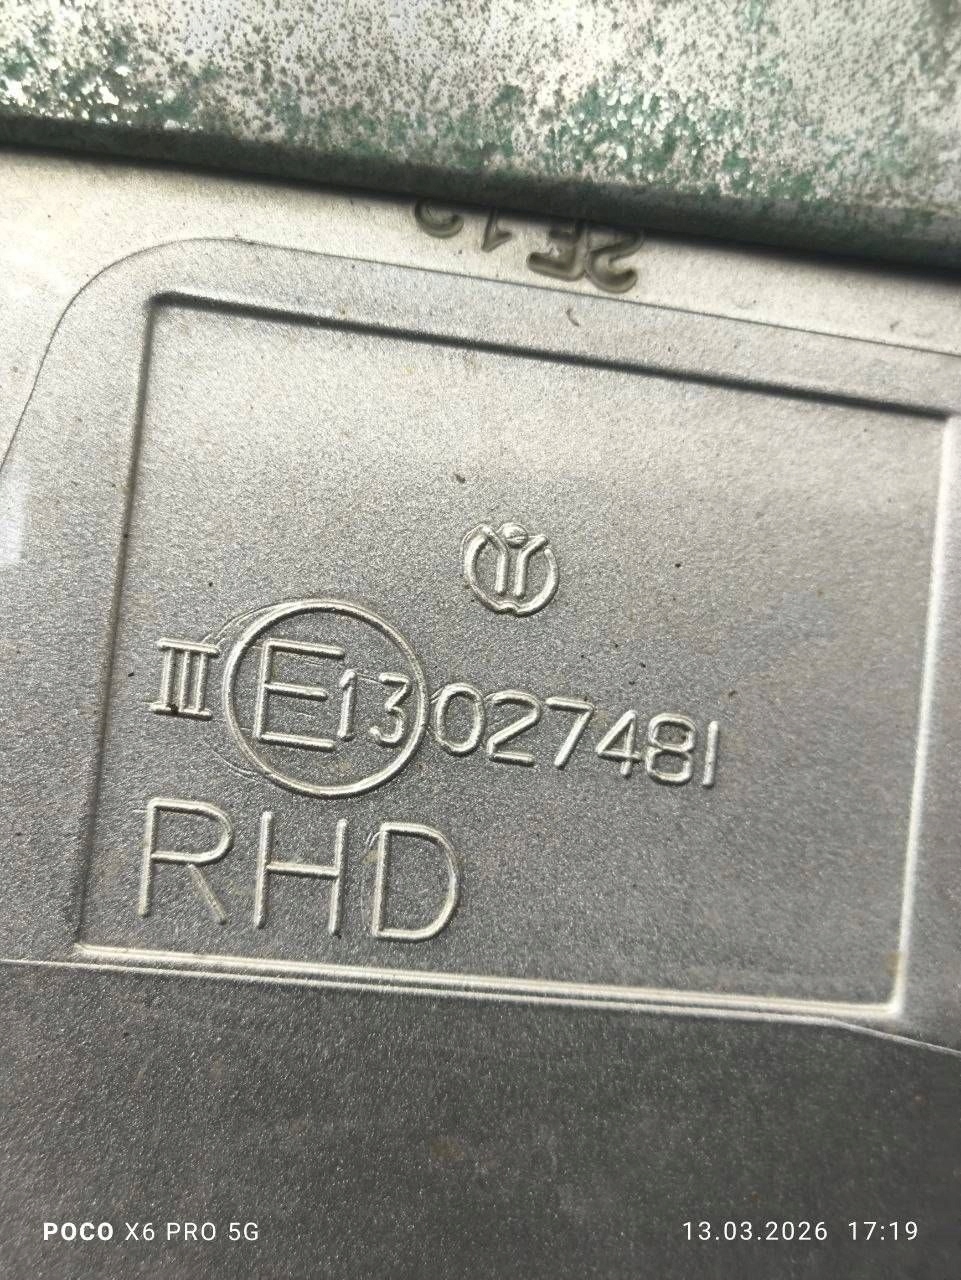 III E13 027481
RHD
POCO X6 PRO 5G
13.03.2026 17:19